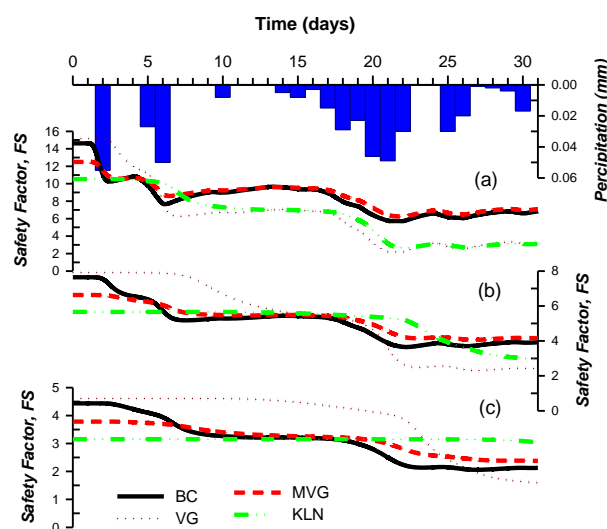 Time (days)
0 5 10 15 20 25 30
0.00
0.02
0.04
0.06
Precipitation (mm)
16
14
12
10
8
6
4
2
0
Safety Factor, FS
(a)
8
6
4
2
0
Safety Factor, FS
(b)
5
4
3
2
1
0
Safety Factor, FS
(c)
BC MVG
VG KLN